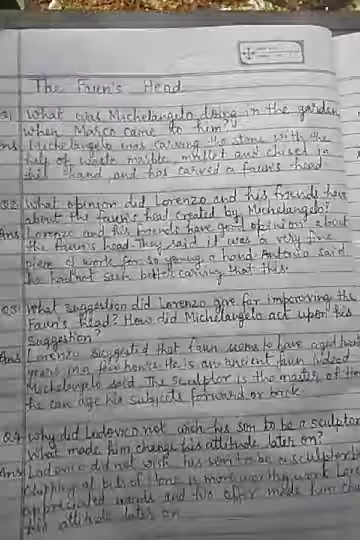 The Faun's Head
Q1 What was Michelangelo doing in the garden
when Marco came to him?
Ans Michelangelo was carving the stone with the
help of waste marble, mullet and chisel in
his hand and has carved a faun's head
Q2 What opinion did Lorenzo and his friends have
about the faun's head created by Michelangelo?
Ans Lorenzo and his friends have good opinion about
the faun's head. They said it was a very fine
piece of work for so young a hand Antonio said
he had not seen better carving that this.
Q3 What suggestion did Lorenzo give for improving the
Faun's head? How did Michelangelo act upon his
Suggestion?
Ans Lorenzo suggested that faun seems to have aged
years in a few hours. He is an ancient faun indeed
Michelangelo said The sculptor is the master of
he can age his subjects forward or back.
Q4 Why did Ludovico not wish his son to be a sculptor
What made him change his attitude later on?
Ans Lodovic did not wish his son to be a sculptor
of bits of is more worthy work
appreciated words and offer made him
attitude later on